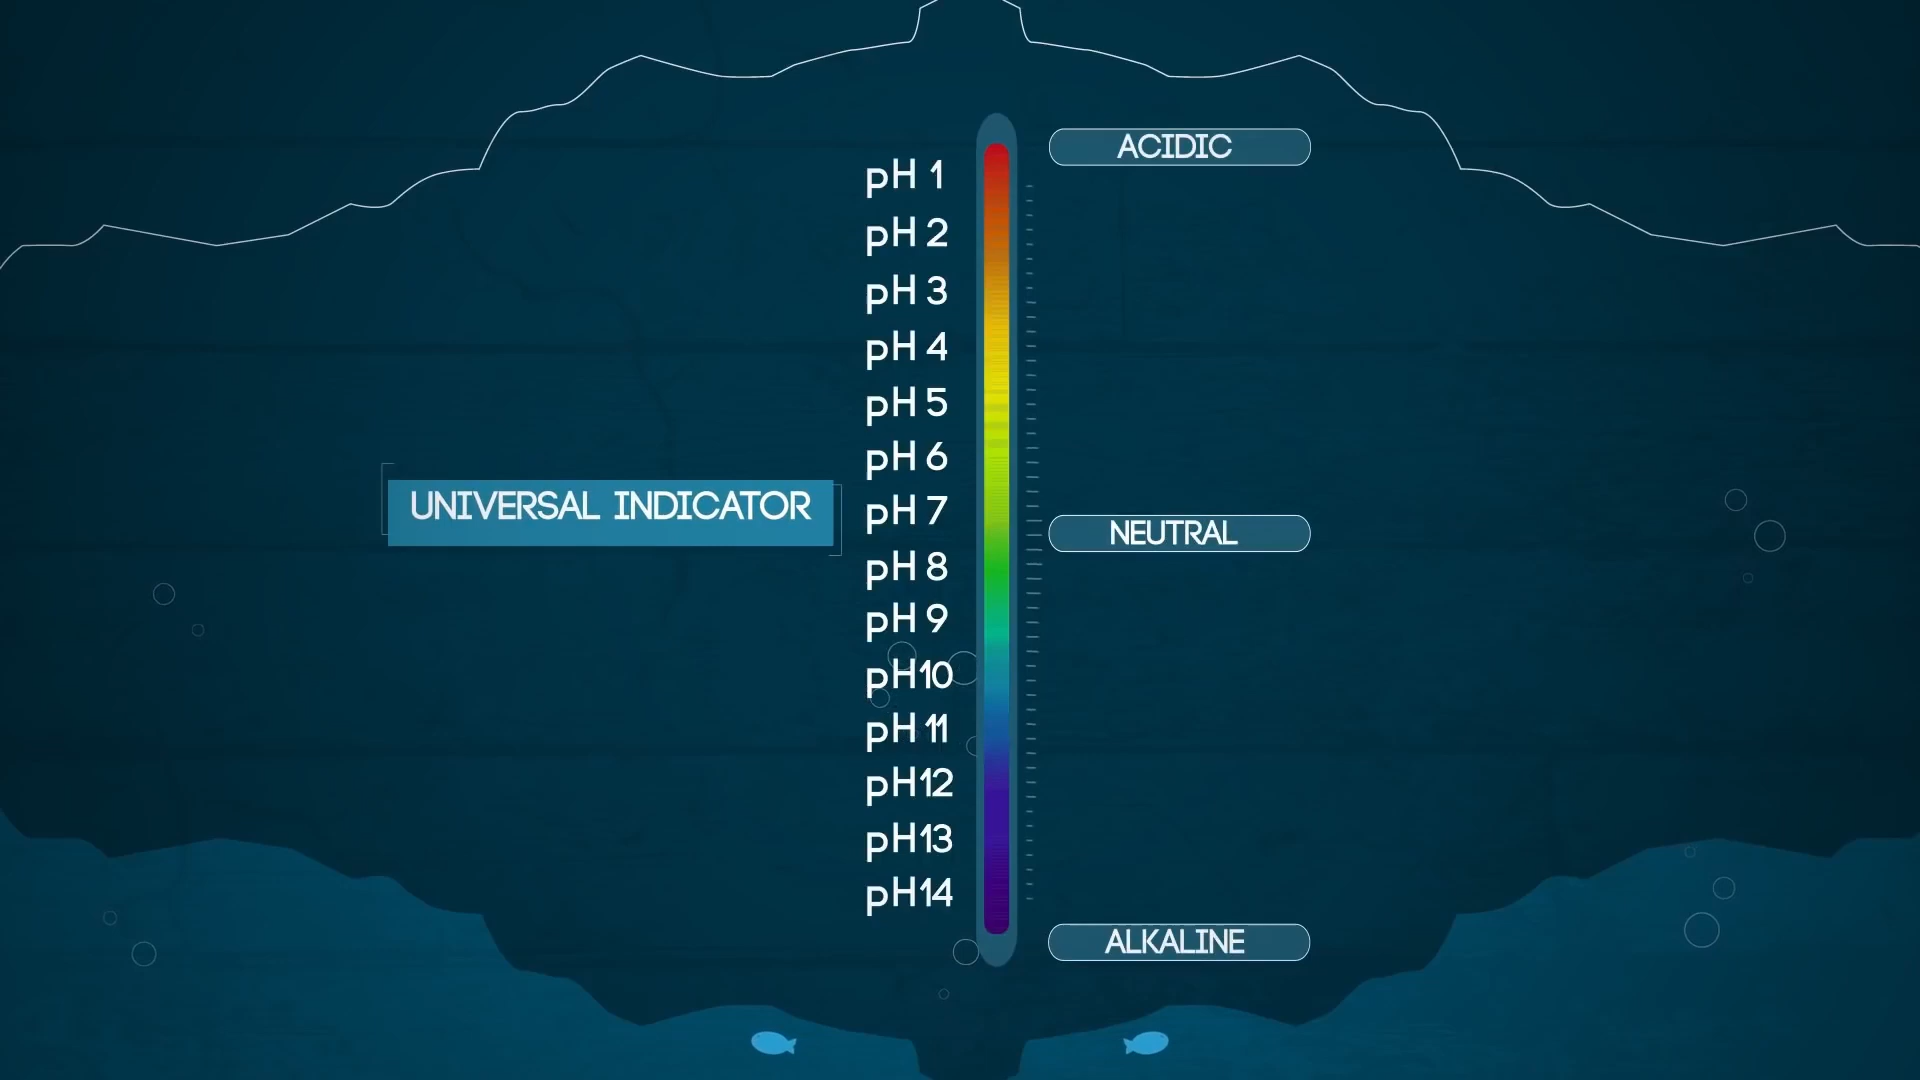 ACIDIC
pH 1
pH 2
pH 3
pH 4
pH 5
pH 6
UNIVERSAL INDICATOR
pH 7
NEUTRAL
pH 8
pH 9
pH10
pH 11
pH12
pH13
pH14
ALKALINE